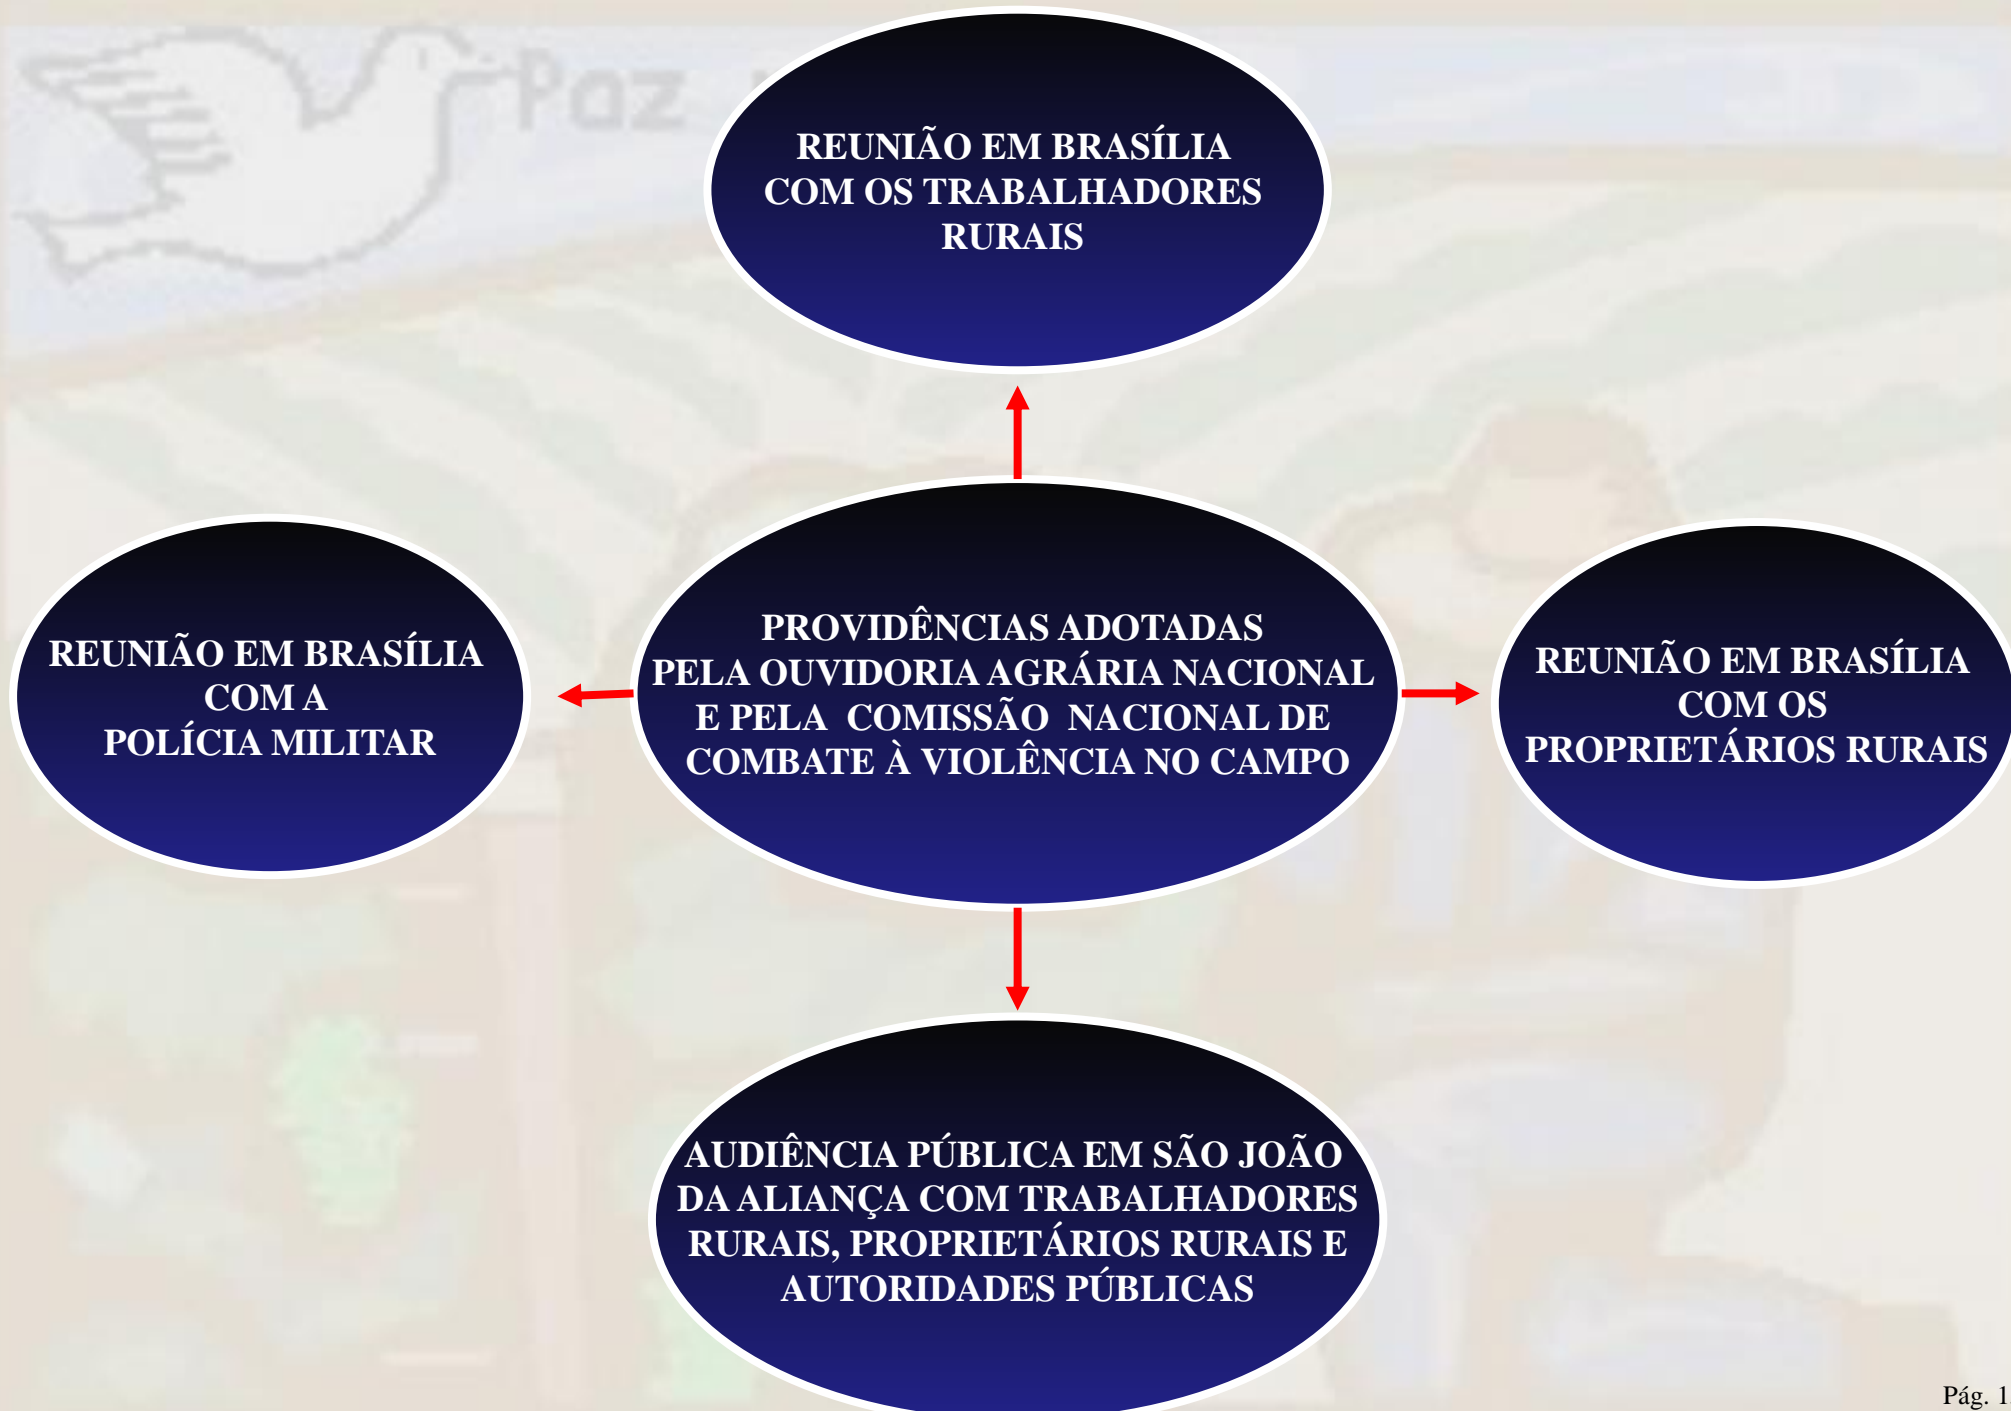 Paz
REUNIÃO EM BRASÍLIA
COM OS TRABALHADORES
RURAIS
REUNIÃO EM BRASÍLIA
COM A
POLÍCIA MILITAR
PROVIDÊNCIAS ADOTADAS
PELA OUVIDORIA AGRÁRIA NACIONAL
E PELA COMISSÃO NACIONAL DE
COMBATE À VIOLÊNCIA NO CAMPO
REUNIÃO EM BRASÍLIA
COM OS
PROPRIETÁRIOS RURAIS
AUDIÊNCIA PÚBLICA EM SÃO JOÃO
DA ALIANÇA COM TRABALHADORES
RURAIS, PROPRIETÁRIOS RURAIS E
AUTORIDADES PÚBLICAS
Pág. 1